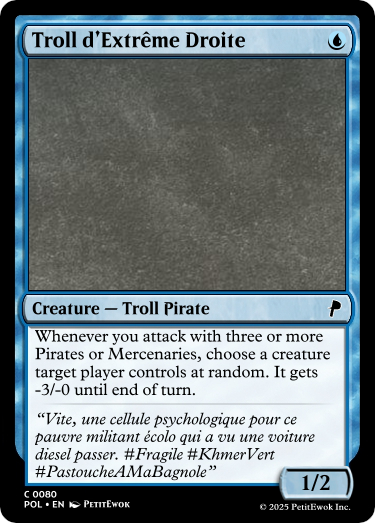 Troll d'Extrême Droite
Creature — Troll Pirate
Whenever you attack with three or more
Pirates or Mercenaries, choose a creature
target player controls at random. It gets
-3/-0 until end of turn.
"Vite, une cellule psychologique pour ce
pauvre militant écolo qui a vu une voiture
diesel passer. #Fragile #KhmerVert
#PastoucheAMaBagnole"
1/2
C 0080
POL • EN PetitEwok
© 2025 PetitEwok Inc.